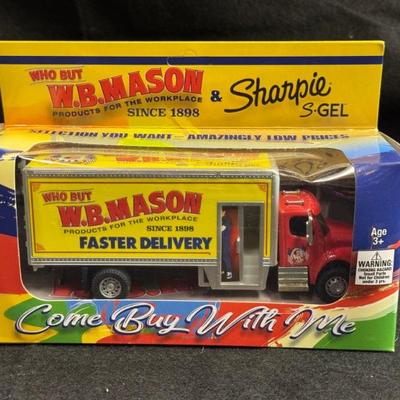 WHO BUT
W.B.MASON
PRODUCTS FOR THE WORKPLACE
SINCE 1898
& Sharpie
S·GEL
SELECTION YOU WANT - AMAZINGLY LOW PRICES
WHO BUT
W.B.MASON
PRODUCTS FOR THE WORKPLACE
SINCE 1898
FASTER DELIVERY
Age
3+
WARNING:
CHOKING HAZARD
Small Parts
Not for Children
under 3 yrs.
Come Buy With Me